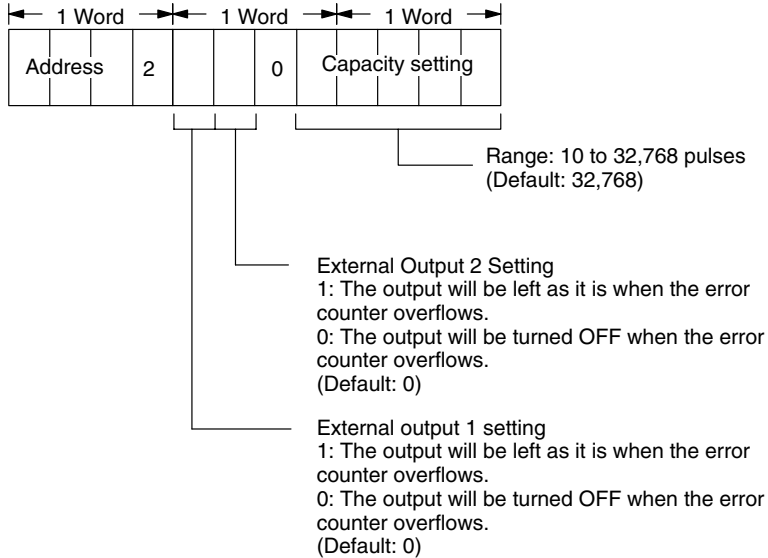 1 Word 1 Word 1 Word
Address 2 0 Capacity setting
Range: 10 to 32,768 pulses
(Default: 32,768)
External Output 2 Setting
1: The output will be left as it is when the error
counter overflows.
0: The output will be turned OFF when the error
counter overflows.
(Default: 0)
External output 1 setting
1: The output will be left as it is when the error
counter overflows.
0: The output will be turned OFF when the error
counter overflows.
(Default: 0)